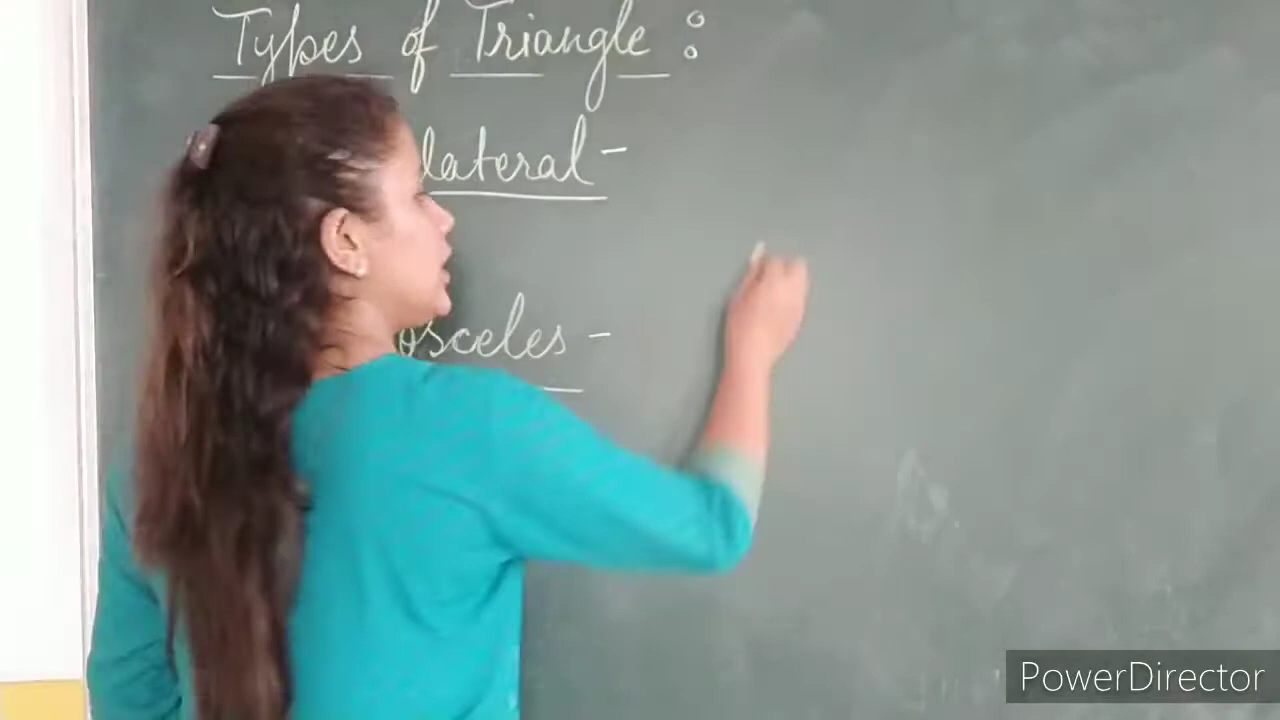 Types of Triangle :
lateral -
osceles -
PowerDirector